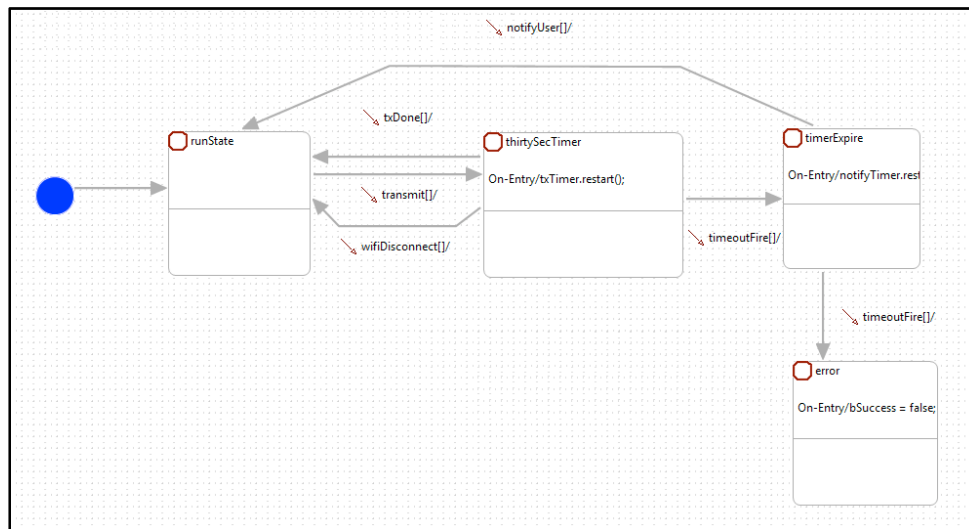 notifyUser[]/
txDone[]/
runState
thirtySecTimer
timerExpire
On-Entry/txTimer.restart();
On-Entry/notifyTimer.rest
transmit[]/
wifiDisconnect[]/
timeoutFire[]/
timeoutFire[]/
error
On-Entry/bSuccess = false;